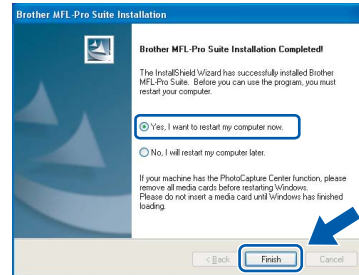 Brother MFL-Pro Suite Installation
Brother MFL-Pro Suite Installation Completed!
The InstallShield Wizard has successfully installed Brother
MFL-Pro Suite. Before you can use the program, you must
restart your computer.
Yes, I want to restart my computer now.
No, I will restart my computer later.
If your machine has the PhotoCapture Center function, please
remove all media cards before restarting Windows.
Please do not insert a media card until Windows has finished
loading.
< Back
Finish
Cancel